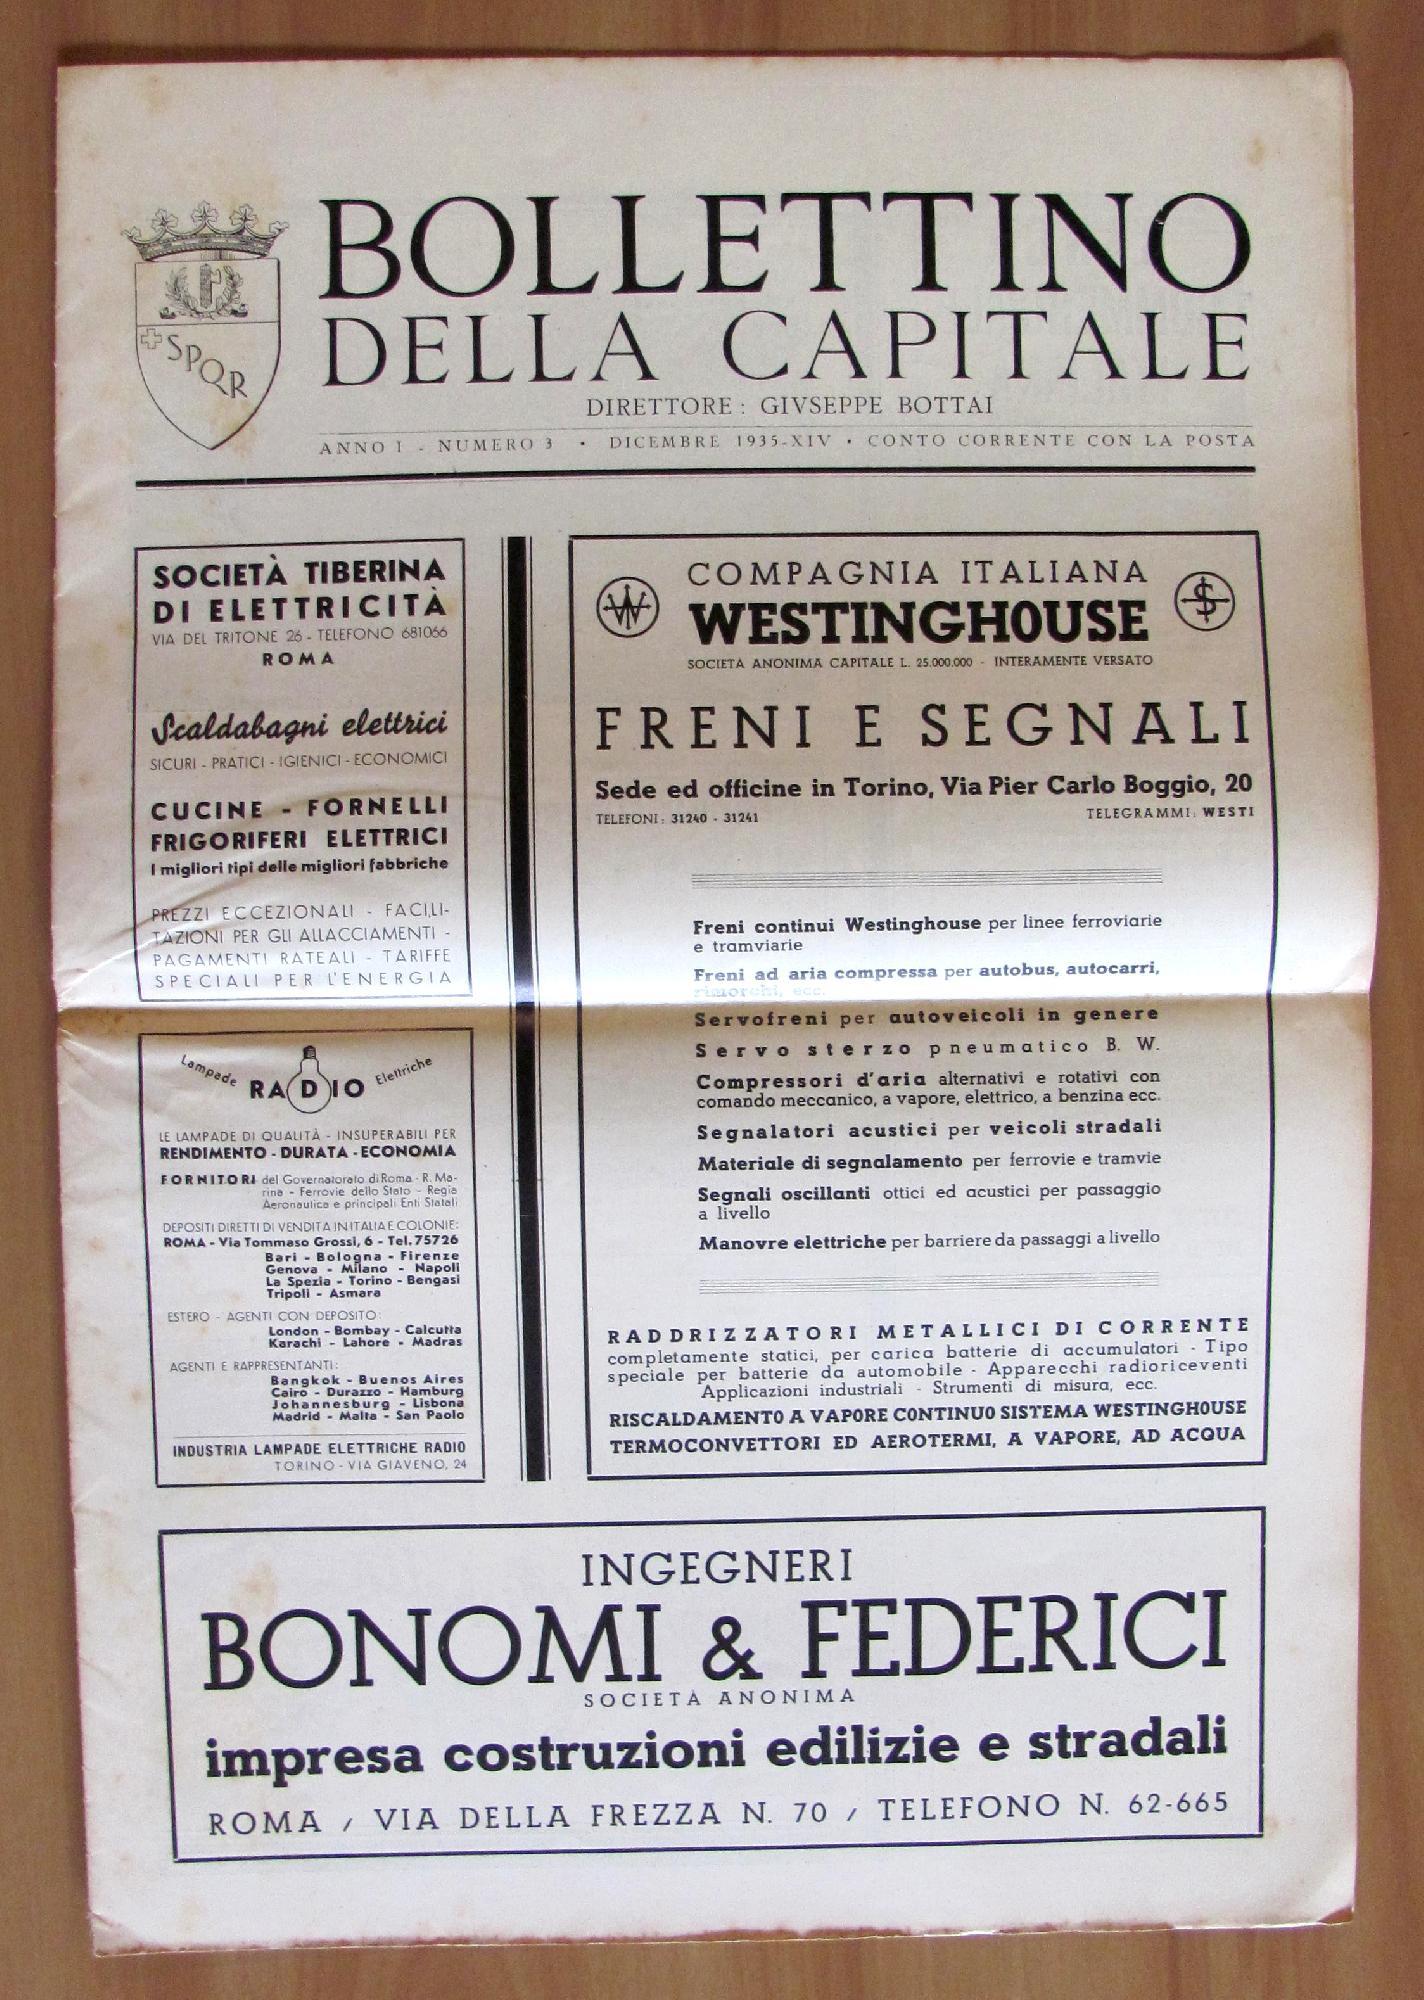 BOLLETTINO
DELLA CAPITALE
DIRETTORE : GIVSEPPE BOTTAI
ANNO I - NUMERO 3 • DICEMBRE 1935-XIV • CONTO CORRENTE CON LA POSTA
SPQR
SOCIETÀ TIBERINA
DI ELETTRICITÀ
VIA DEL TRITONE 26 - TELEFONO 681066
ROMA
Scaldabagni elettrici
SICURI - PRATICI - IGIENICI - ECONOMICI
CUCINE - FORNELLI
FRIGORIFERI ELETTRICI
I migliori tipi delle migliori fabbriche
PREZZI ECCEZIONALI - FACILI-
TAZIONI PER GLI ALLACCIAMENTI -
PAGAMENTI RATEALI - TARIFFE
SPECIALI PER L'ENERGIA
Lampade RADIO Elettriche
LE LAMPADE DI QUALITÀ - INSUPERABILI PER
RENDIMENTO - DURATA - ECONOMIA
FORNITORI del Governatorato di Roma - R. Ma-
rina - Ferrovie dello Stato - Regia
Aeronautica e principali Enti Statali
DEPOSITI DIRETTI DI VENDITA IN ITALIA E COLONIE:
ROMA - Via Tommaso Grossi, 6 - Tel. 75726
Bari - Bologna - Firenze
Genova - Milano - Napoli
La Spezia - Torino - Bengasi
Tripoli - Asmara
ESTERO - AGENTI CON DEPOSITO:
London - Bombay - Calcutta
Karachi - Lahore - Madras
AGENTI E RAPPRESENTANTI:
Bangkok - Buenos Aires
Cairo - Durazzo - Hamburg
Johannesburg - Lisbona
Madrid - Malta - San Paolo
INDUSTRIA LAMPADE ELETTRICHE RADIO
TORINO - VIA GIAVENO, 24
COMPAGNIA ITALIANA
WESTINGHOUSE
SOCIETÀ ANONIMA CAPITALE L. 25.000.000 - INTERAMENTE VERSATO
FRENI E SEGNALI
Sede ed officine in Torino, Via Pier Carlo Boggio, 20
TELEFONI: 31240 - 31241 TELEGRAMMI: WESTI
Freni continui Westinghouse per linee ferroviarie
e tramviarie
Freni ad aria compressa per autobus, autocarri,
rimorchi, ecc.
Servofreni per autoveicoli in genere
Servo sterzo pneumatico B. W.
Compressori d'aria alternativi e rotativi con
comando meccanico, a vapore, elettrico, a benzina ecc.
Segnalatori acustici per veicoli stradali
Materiale di segnalamento per ferrovie e tramvie
Segnali oscillanti ottici ed acustici per passaggio
a livello
Manovre elettriche per barriere da passaggi a livello
RADDRIZZATORI METALLICI DI CORRENTE
completamente statici, per carica batterie di accumulatori - Tipo
speciale per batterie da automobile - Apparecchi radioriceventi
Applicazioni industriali - Strumenti di misura, ecc.
RISCALDAMENTO A VAPORE CONTINUO SISTEMA WESTINGHOUSE
TERMOCONVETTORI ED AEROTERMI, A VAPORE, AD ACQUA
INGEGNERI
BONOMI & FEDERICI
SOCIETÀ ANONIMA
impresa costruzioni edilizie e stradali
ROMA / VIA DELLA FREZZA N. 70 / TELEFONO N. 62-665